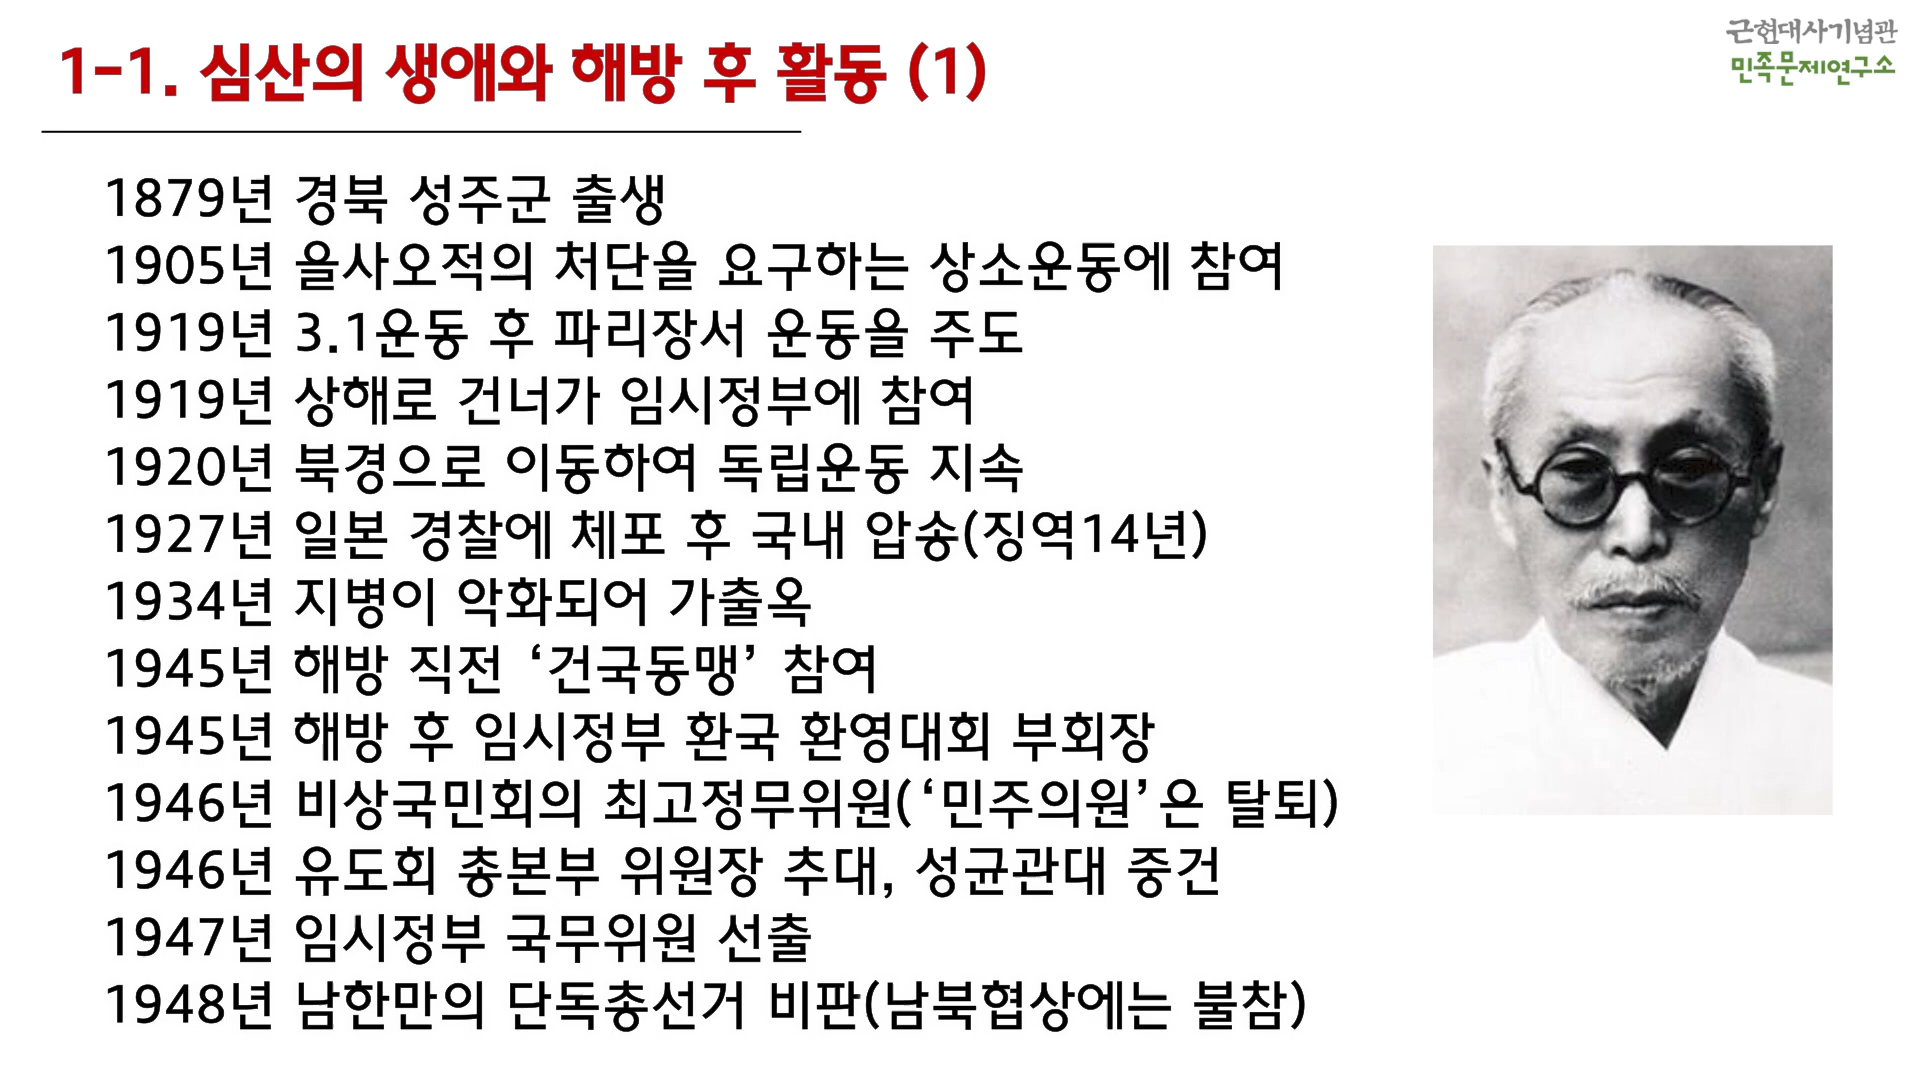 1-1. 심산의 생애와 해방 후 활동 (1)
근현대사기념관
민족문제연구소
1879년 경북 성주군 출생
1905년 을사오적의 처단을 요구하는 상소운동에 참여
1919년 3.1운동 후 파리장서 운동을 주도
1919년 상해로 건너가 임시정부에 참여
1920년 북경으로 이동하여 독립운동 지속
1927년 일본 경찰에 체포 후 국내 압송(징역14년)
1934년 지병이 악화되어 가출옥
1945년 해방 직전 ‘건국동맹’ 참여
1945년 해방 후 임시정부 환국 환영대회 부회장
1946년 비상국민회의 최고정무위원(‘민주의원’은 탈퇴)
1946년 유도회 총본부 위원장 추대, 성균관대 중건
1947년 임시정부 국무위원 선출
1948년 남한만의 단독총선거 비판(남북협상에는 불참)